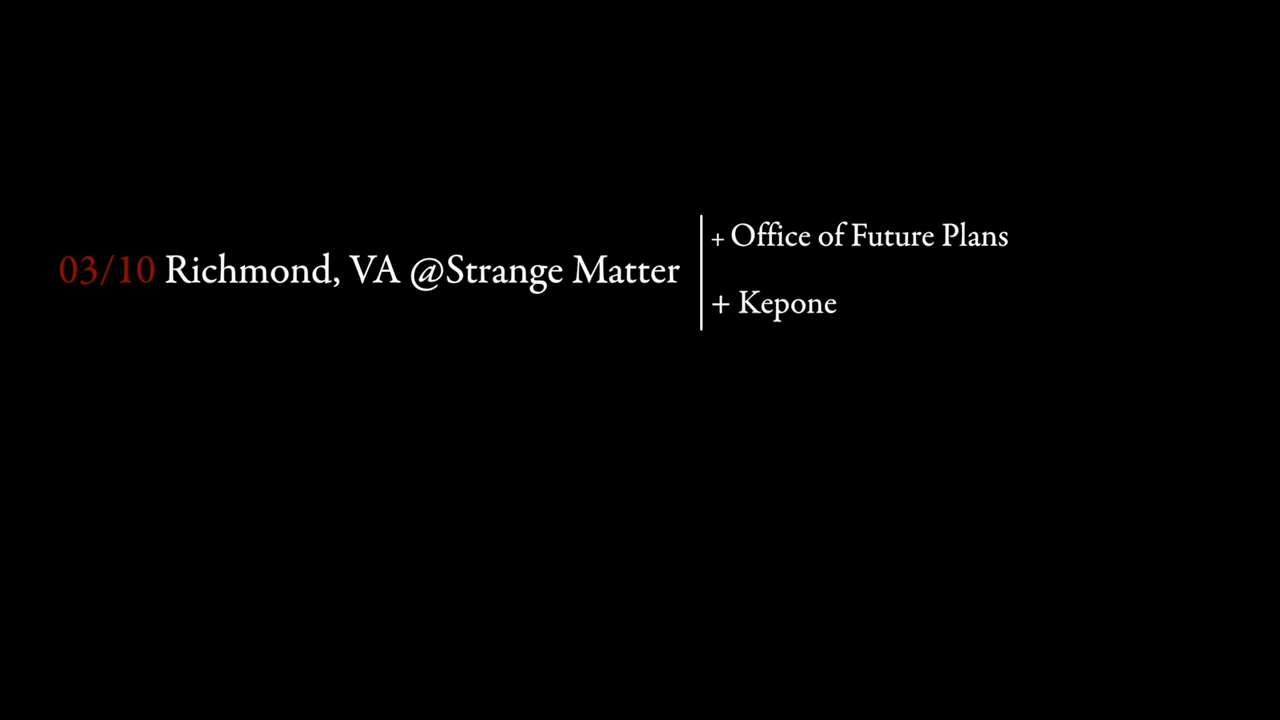 03/10 Richmond, VA @Strange Matter
+ Office of Future Plans
+ Kepone